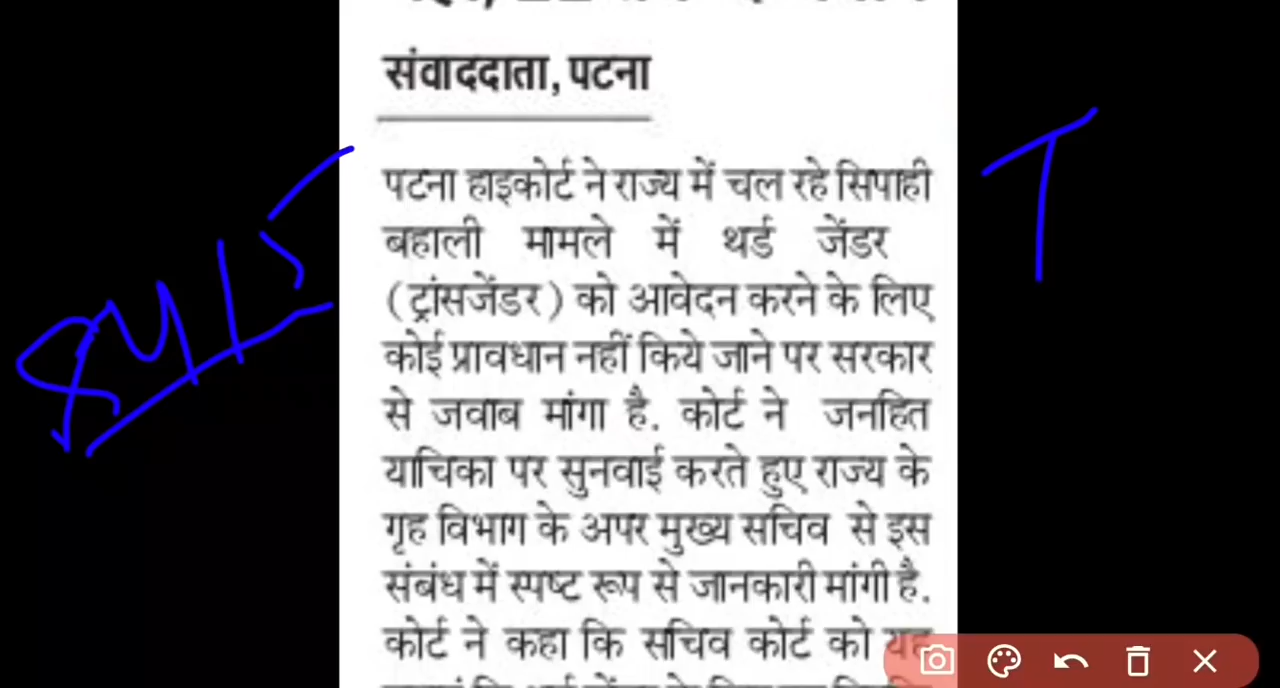 संवाददाता, पटना
पटना हाइकोर्ट ने राज्य में चल रहे सिपाही
बहाली मामले में थर्ड जेंडर
(ट्रांसजेंडर) को आवेदन करने के लिए
कोई प्रावधान नहीं किये जाने पर सरकार
से जवाब मांगा है. कोर्ट ने जनहित
याचिका पर सुनवाई करते हुए राज्य के
गृह विभाग के अपर मुख्य सचिव से इस
संबंध में स्पष्ट रूप से जानकारी मांगी है.
कोर्ट ने कहा कि सचिव कोर्ट को यह
T